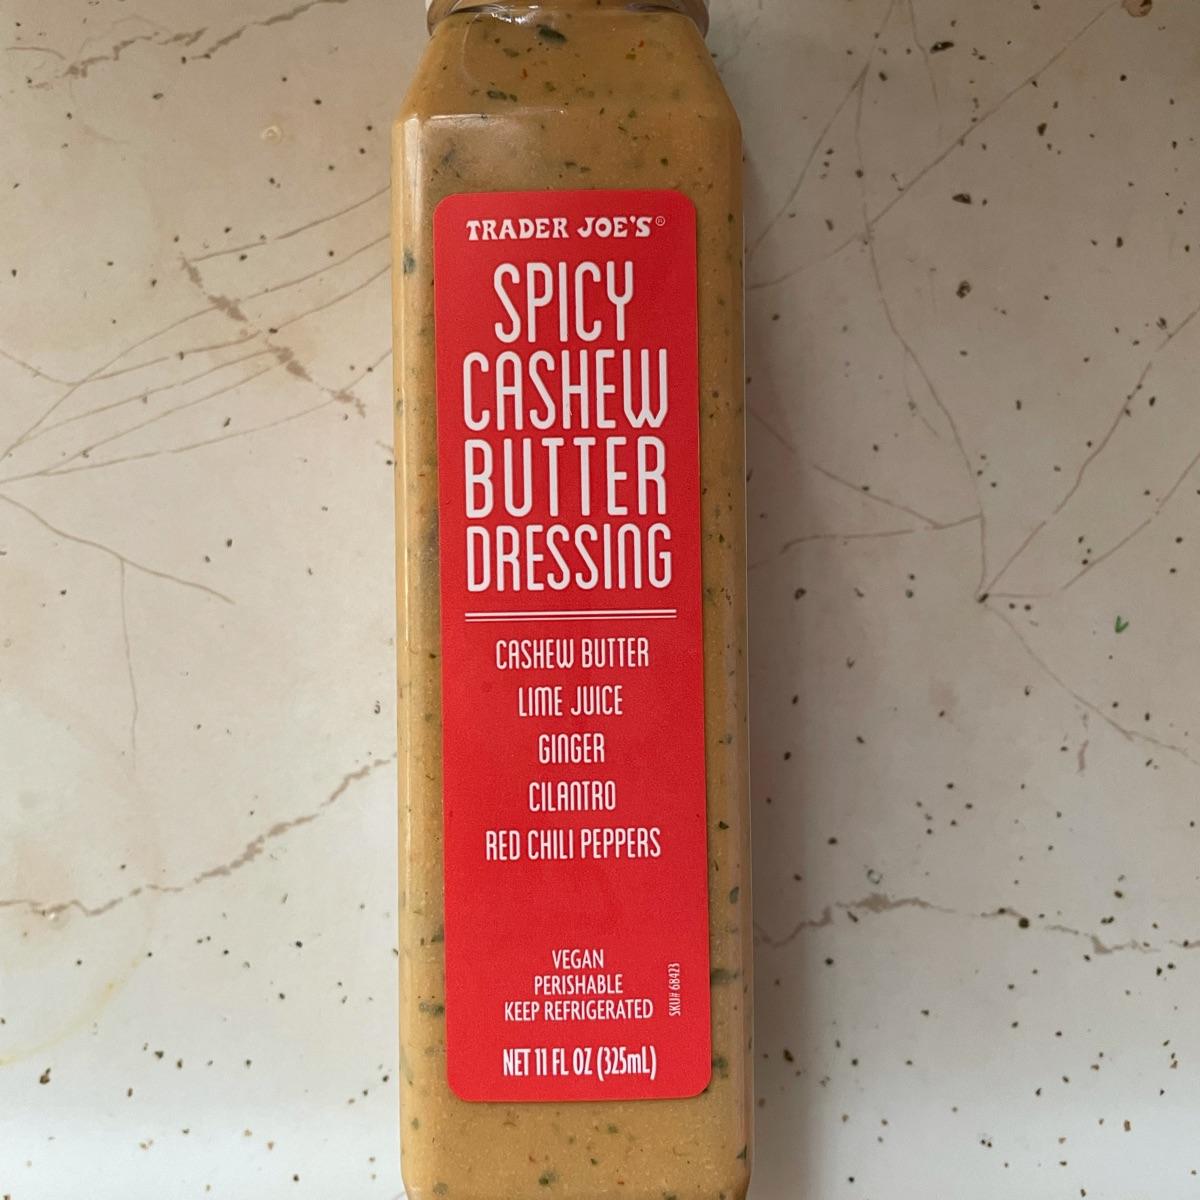 TRADER JOE'S®
SPICY
CASHEW
BUTTER
DRESSING
CASHEW BUTTER
LIME JUICE
GINGER
CILANTRO
RED CHILI PEPPERS
VEGAN
PERISHABLE
KEEP REFRIGERATED
SKU# 68423
NET 11 FL OZ (325mL)